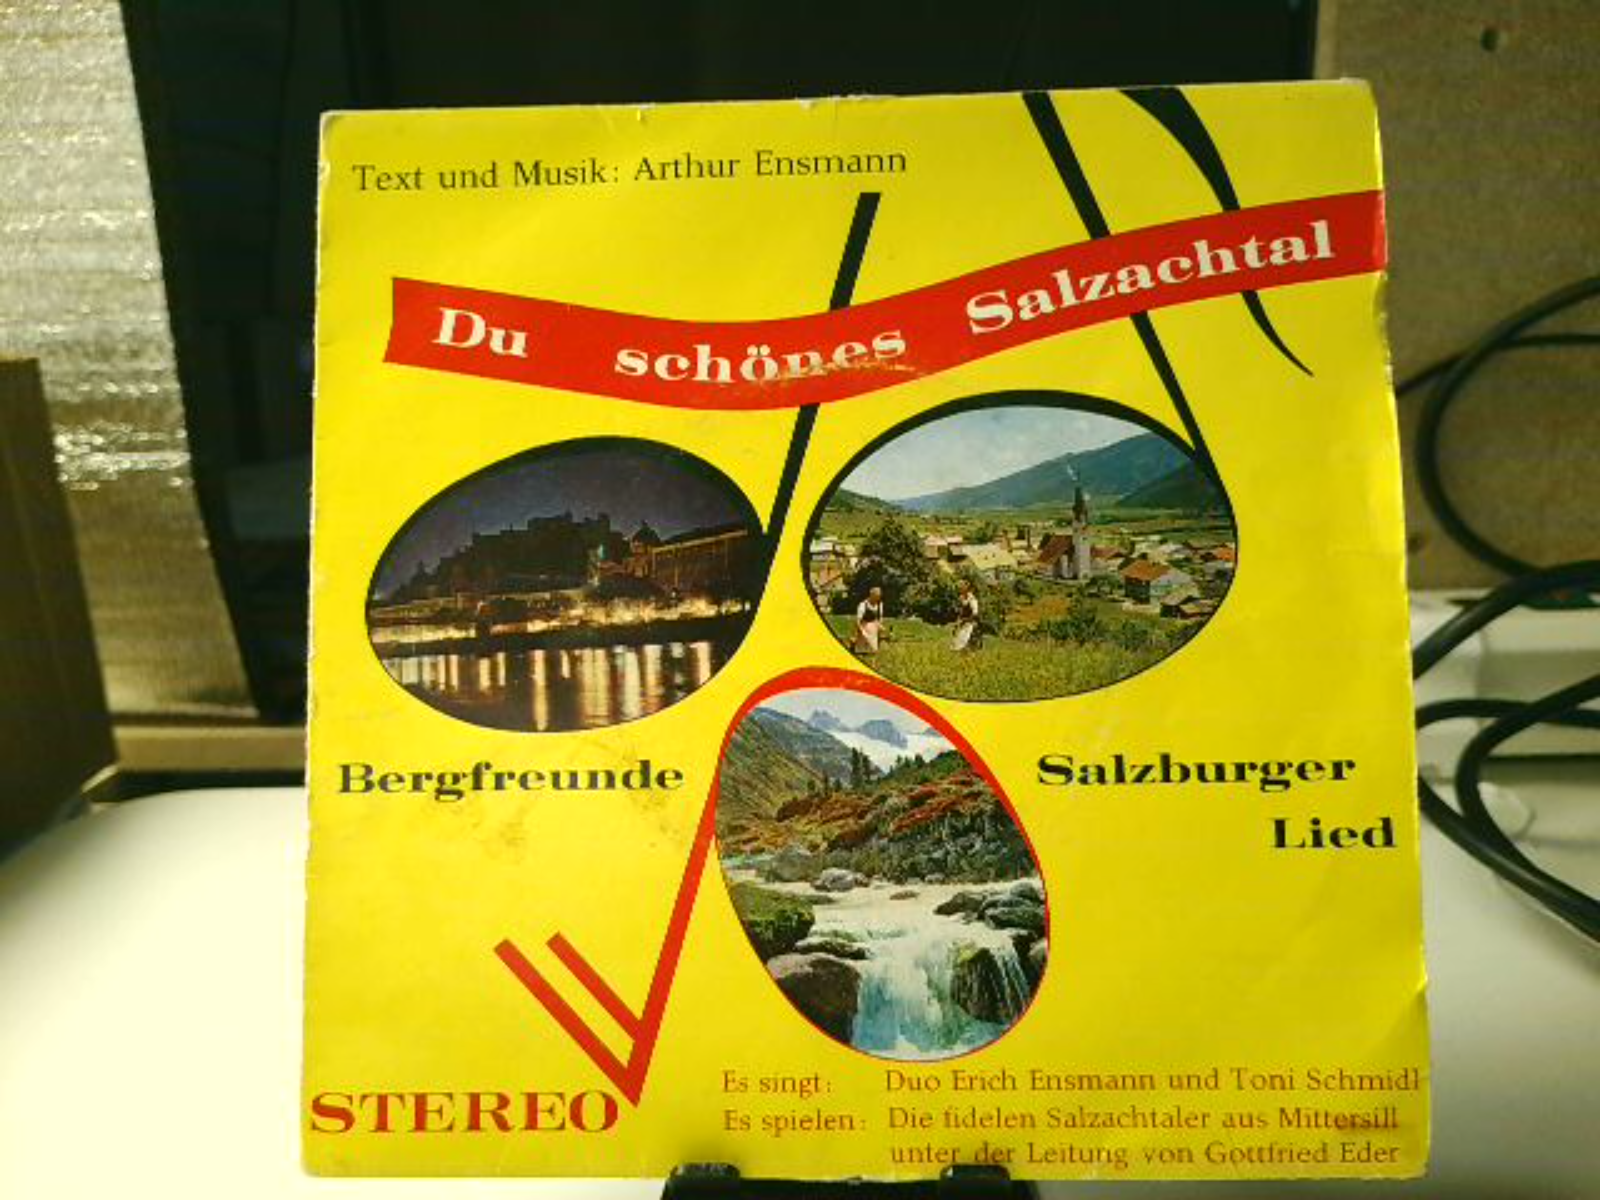 Text und Musik: Arthur Ensmann
Du schönes Salzachtal
Bergfreunde
Salzburger
Lied
STEREO
Es singt: Duo Erich Ensmann und Toni Schmidl
Es spielen: Die fidelen Salzachtaler aus Mittersill
unter der Leitung von Gottfried Eder